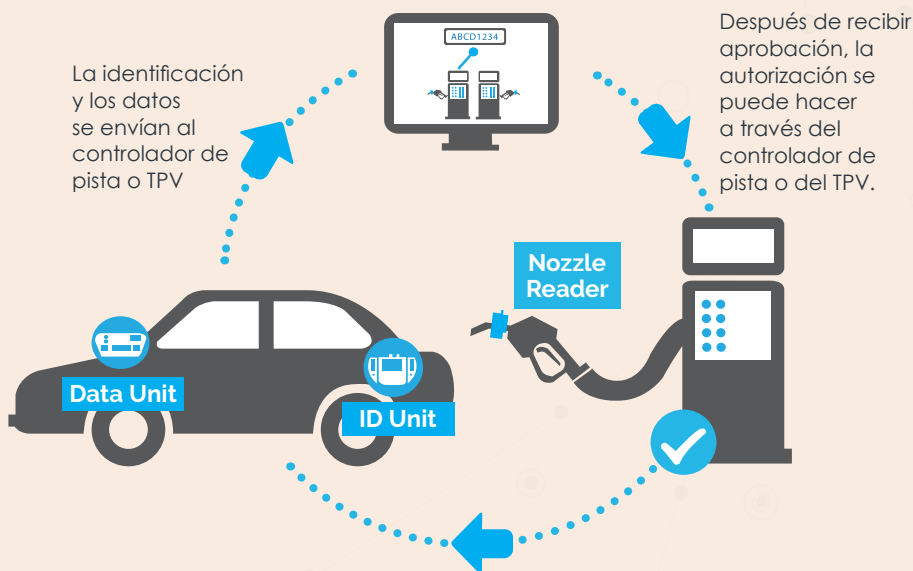 ABCD1234
La identificación
y los datos
se envían al
controlador de
pista o TPV
Después de recibir
aprobación, la
autorización se
puede hacer
a través del
controlador de
pista o del TPV.
Nozzle
Reader
Data Unit
ID Unit